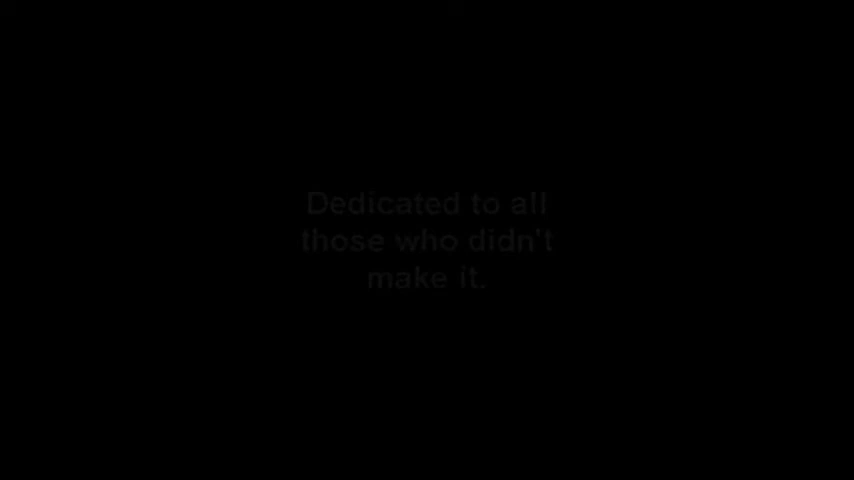 Dedicated to all
those who didn't
make it.